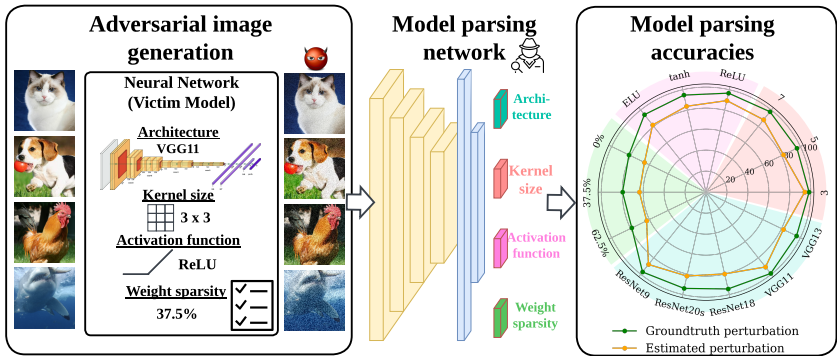 Adversarial image
generation
Neural Network
(Victim Model)
Architecture
VGG11
Kernel size
3 x 3
Activation function
ReLU
Weight sparsity
37.5%
Model parsing
network
Archi-
tecture
Kernel
size
Activation
function
Weight
sparsity
Model parsing
accuracies
3
5
7
ReLU
tanh
ELU
0%
37.5%
62.5%
ResNet9
ResNet20s
ResNet18
VGG11
VGG13
20
40
60
80
100
Groundtruth perturbation
Estimated perturbation